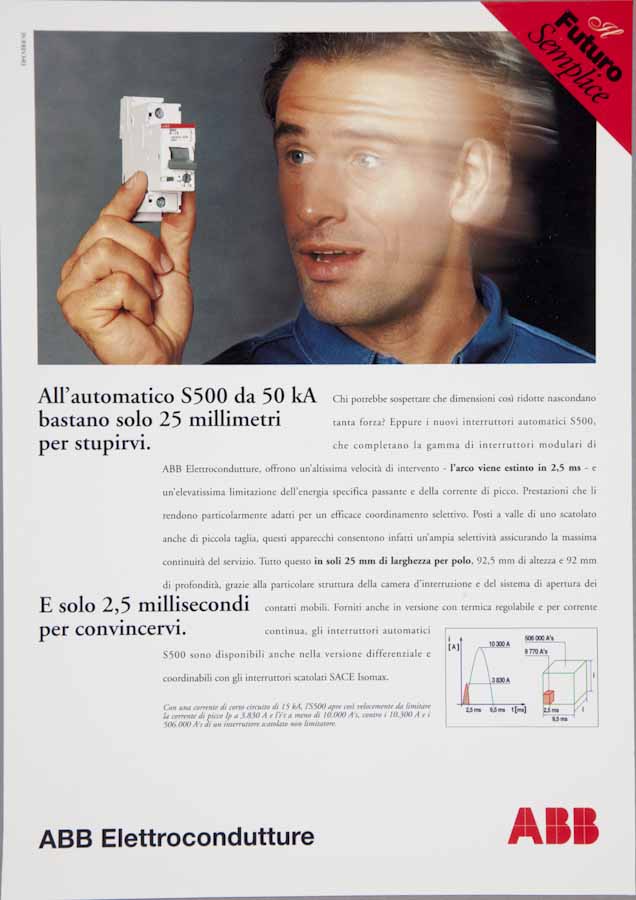 Il
Futuro
Semplice
ABB
All'automatico S500 da 50 kA
bastano solo 25 millimetri
per stupirvi.
Chi potrebbe sospettare che dimensioni così ridotte nascondano
tanta forza? Eppure i nuovi interruttori automatici S500,
che completano la gamma di interruttori modulari di
ABB Elettrocondutture, offrono un'altissima velocità di intervento - l'arco viene estinto in 2,5 ms - e
un'elevatissima limitazione dell'energia specifica passante e della corrente di picco. Prestazioni che li
rendono particolarmente adatti per un efficace coordinamento selettivo. Posti a valle di uno scatolato
anche di piccola taglia, questi apparecchi consentono infatti un'ampia selettività assicurando la massima
continuità del servizio. Tutto questo in soli 25 mm di larghezza per polo, 92,5 mm di altezza e 92 mm
di profondità, grazie alla particolare struttura della camera d'interruzione e del sistema di apertura dei
E solo 2,5 millisecondi
per convincervi.
contatti mobili. Forniti anche in versione con termica regolabile e per corrente
continua, gli interruttori automatici
S500 sono disponibili anche nella versione differenziale e
coordinabili con gli interruttori scatolati SACE Isomax.
Con una corrente di corto circuito di 15 kA, l'S500 apre così velocemente da limitare
la corrente di picco Ip a 3.830 A e l'i²t a meno di 10.000 A²s, contro i 10.300 A e i
506.000 A²s di un interruttore scatolato non limitatore.
i
[A]
10 300 A
3 830 A
2,5 ms 9,5 ms t [ms]
506 000 A²s
9 770 A²s
i
i
2,5 ms
9,5 ms
ABB Elettrocondutture
ABB